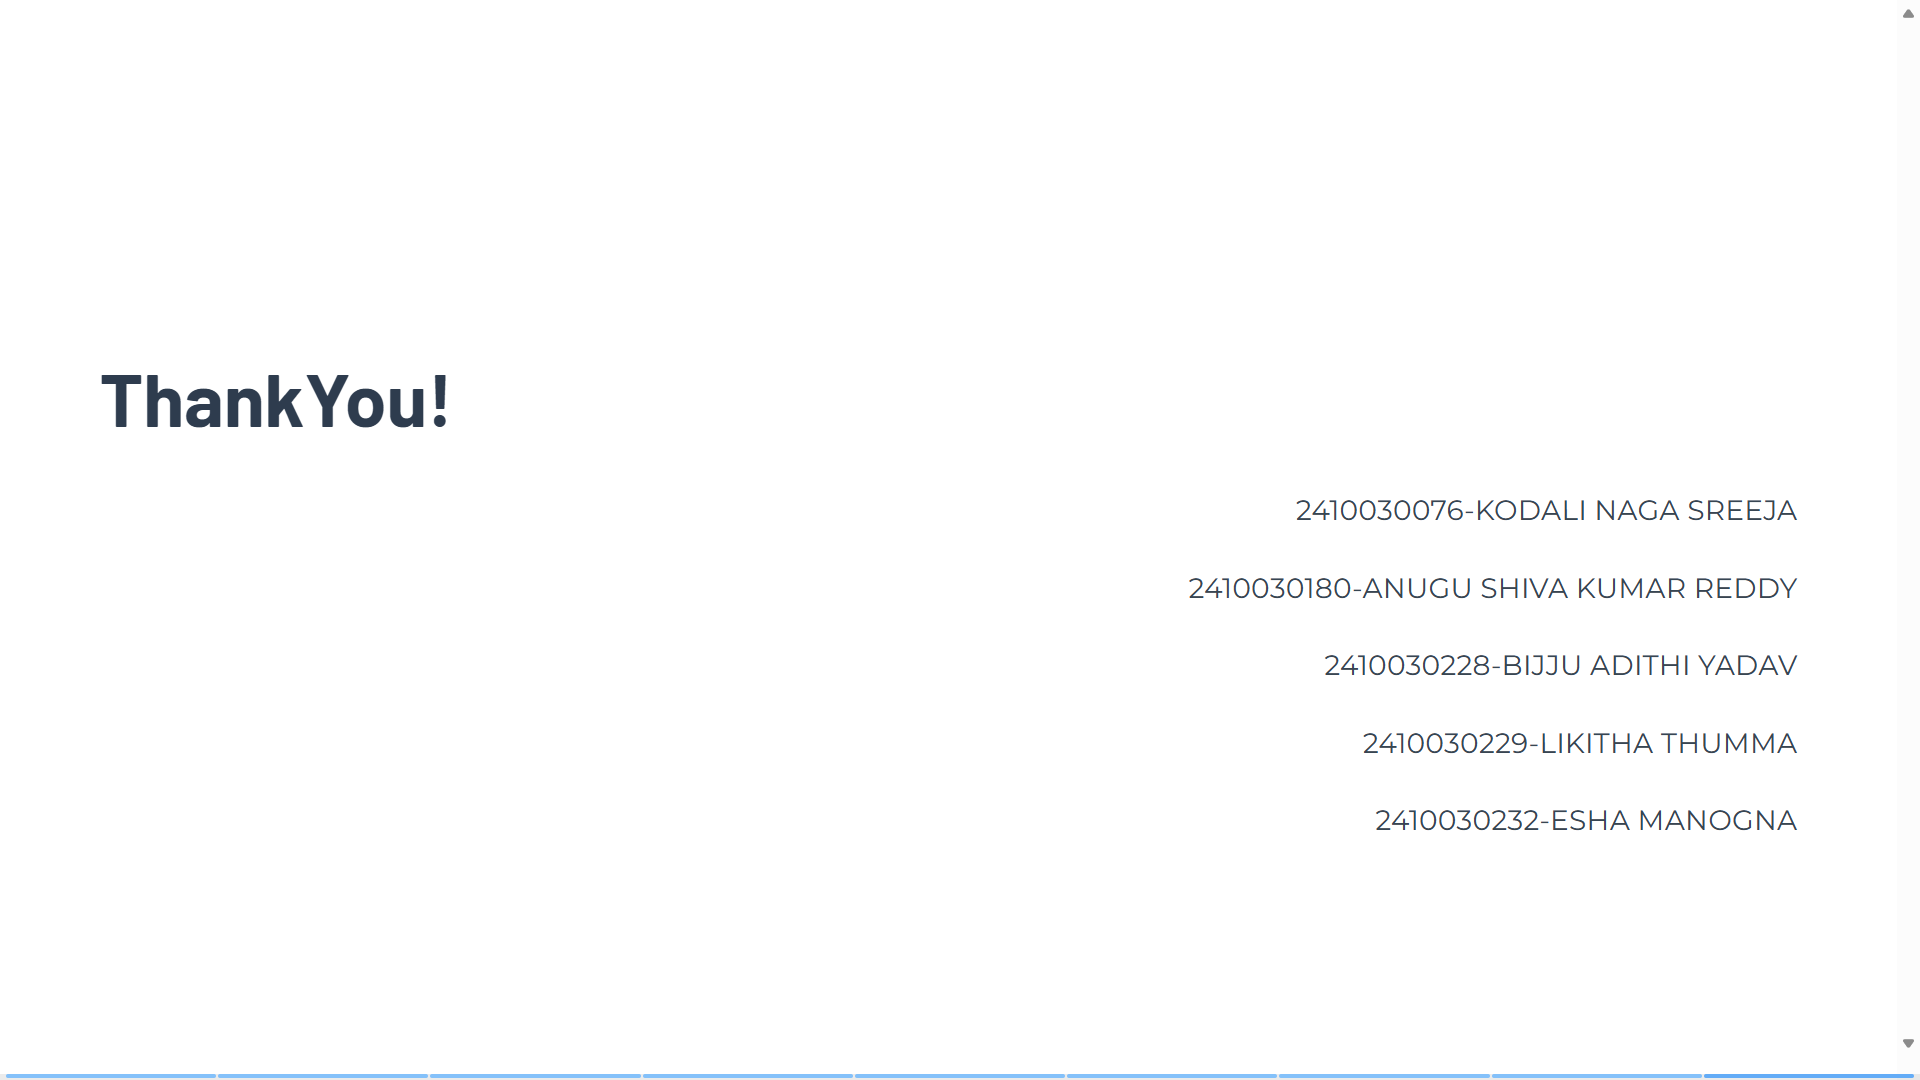 ThankYou!
2410030076-KODALI NAGA SREEJA
2410030180-ANUGU SHIVA KUMAR REDDY
2410030228-BIJJU ADITHI YADAV
2410030229-LIKITHA THUMMA
2410030232-ESHA MANOGNA